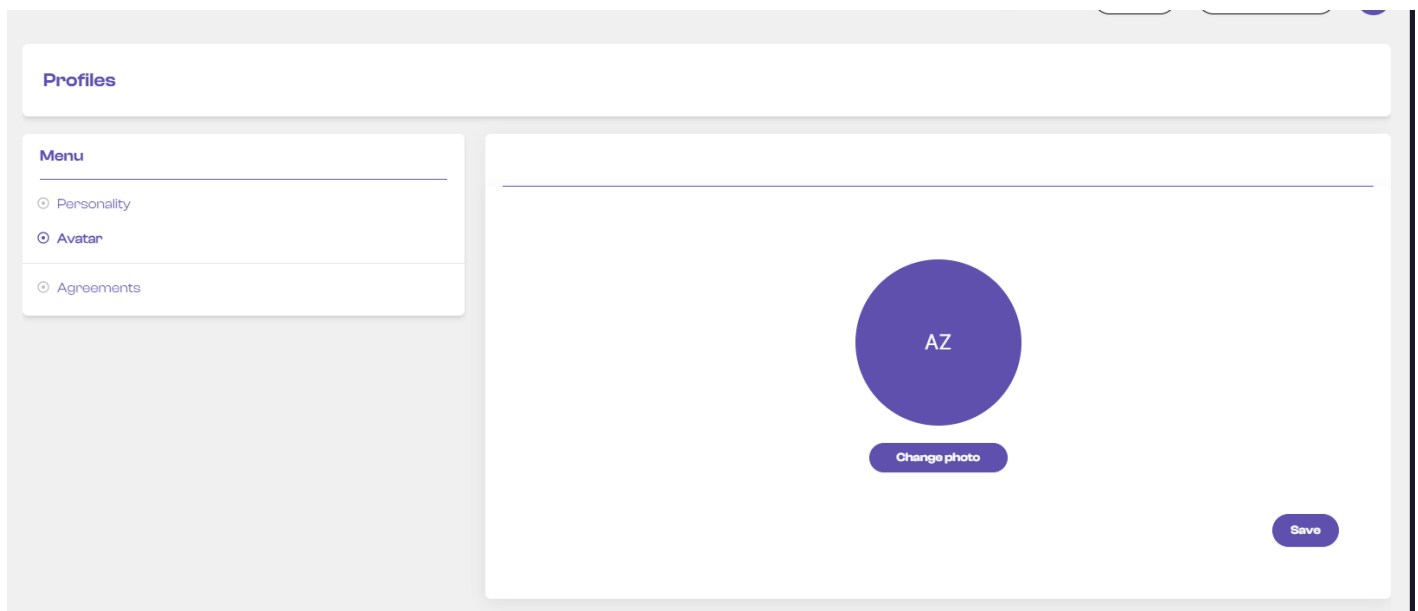 Profiles
Menu
Personality
Avatar
Agreements
AZ
Change photo
Save